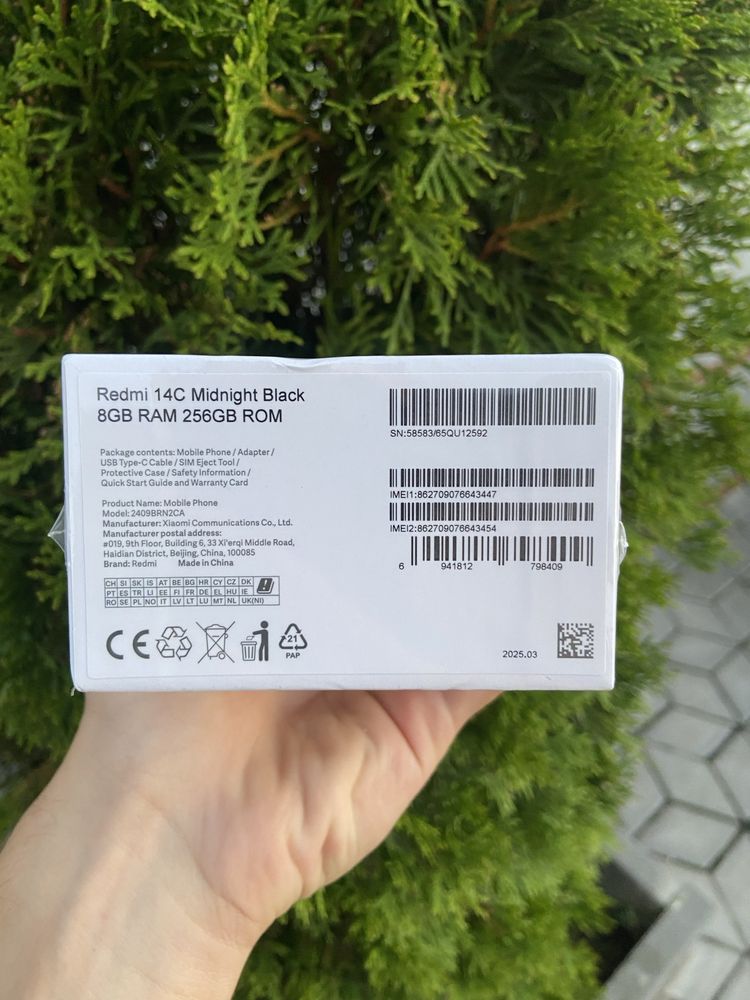 Redmi 14C Midnight Black
8GB RAM 256GB ROM
Package contents: Mobile Phone / Adapter /
USB Type-C Cable / SIM Eject Tool /
Protective Case / Safety Information /
Quick Start Guide and Warranty Card
Product Name: Mobile Phone
Model: 2409BRN2CA
Manufacturer: Xiaomi Communications Co., Ltd.
Manufacturer postal address:
#019, 9th Floor, Building 6, 33 Xi'erqi Middle Road,
Haidian District, Beijing, China, 100085
Brand: Redmi Made in China
CH SI SK IS AT BE BG HR CY CZ DK
PT ES TR LI EE FI FR DE EL HU IE
RO SE PL NO IT LV LT LU MT NL UK(NI)
CE
21
PAP
SN:58583/65QU12592
IMEI1:862709076643447
IMEI2:862709076643454
6 941812 798409
2025.03